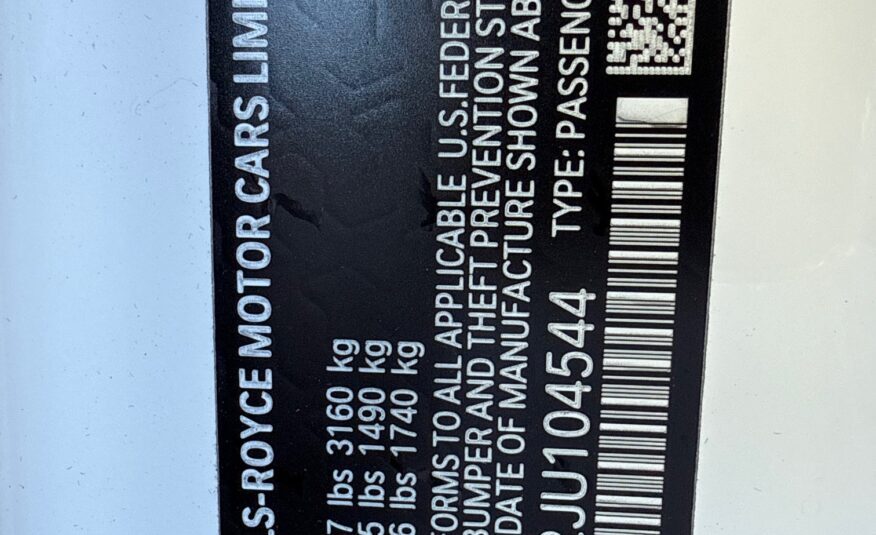 LS-ROYCE MOTOR CARS LIMI
7 lbs 3160 kg
5 lbs 1490 kg
6 lbs 1740 kg
FORMS TO ALL APPLICABLE U.S.FEDER
BUMPER AND THEFT PREVENTION ST
DATE OF MANUFACTURE SHOWN AB
JU104544 TYPE: PASSENG